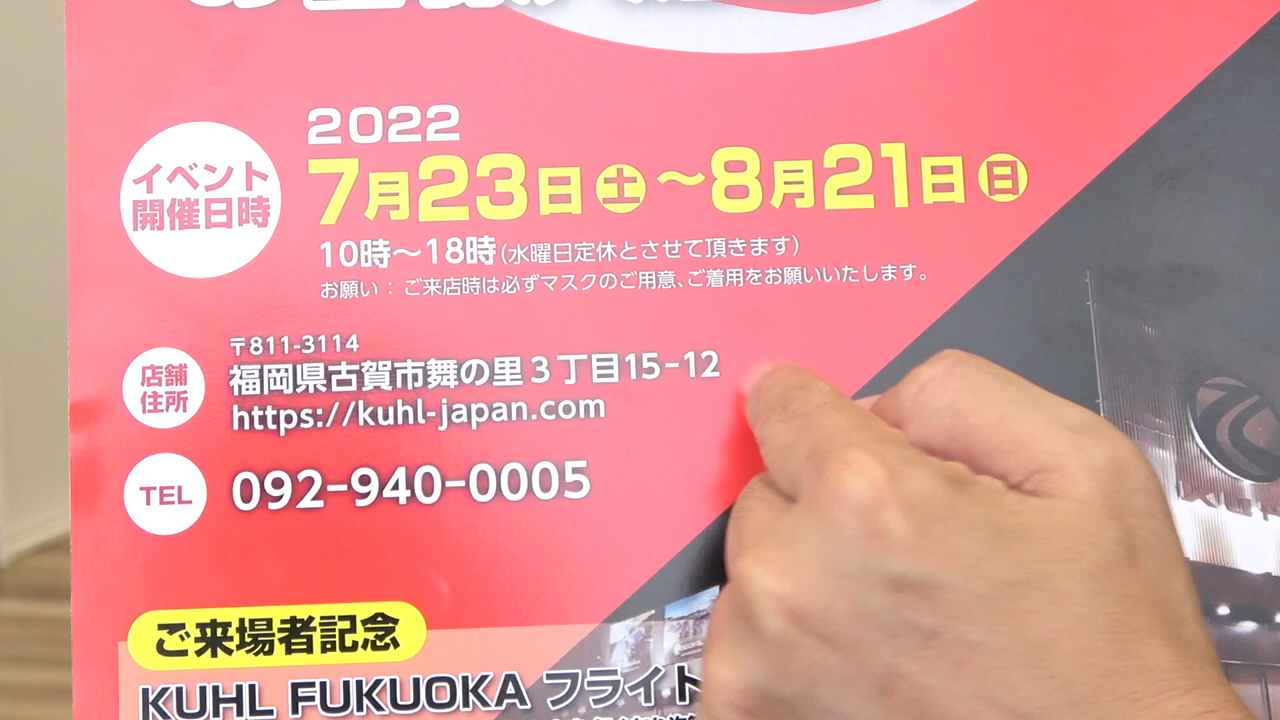 イベント
開催日時
2022
7月23日㊏～8月21日㊐
10時～18時(水曜日定休とさせて頂きます)
お願い：ご来店時は必ずマスクのご用意、ご着用をお願いいたします。
店舗
住所
〒811-3114
福岡県古賀市舞の里３丁目15-12
https://kuhl-japan.com
TEL
092-940-0005
ご来場者記念
KUHL FUKUOKA フライト